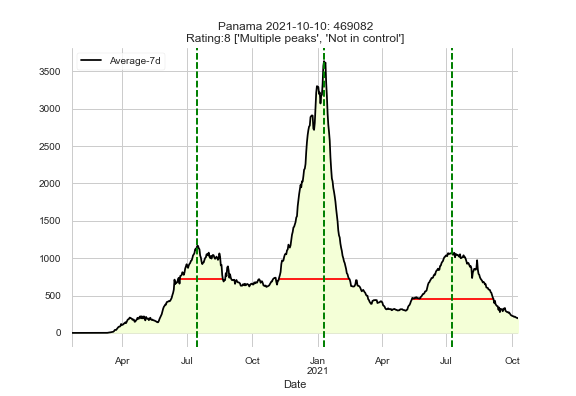 Panama 2021-10-10: 469082
Rating:8 ['Multiple peaks', 'Not in control']
Average-7d
3500
3000
2500
2000
1500
1000
500
0
Apr Jul Oct Jan Apr Jul Oct
2021
Date